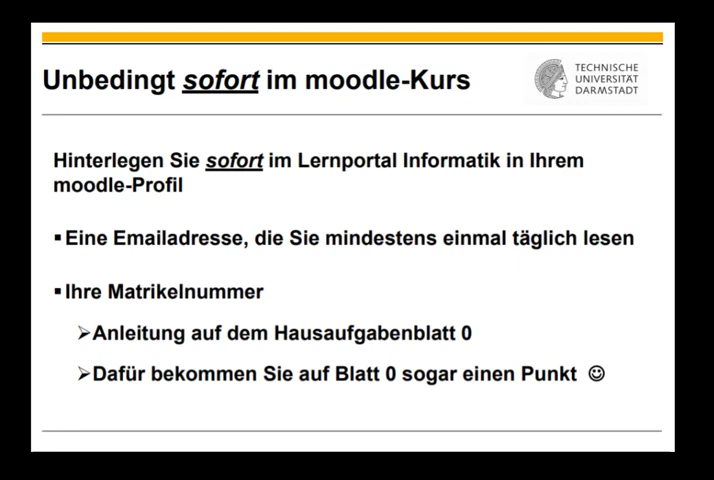 Unbedingt sofort im moodle-Kurs
TECHNISCHE
UNIVERSITÄT
DARMSTADT
Hinterlegen Sie sofort im Lernportal Informatik in Ihrem
moodle-Profil
▪Eine Emailadresse, die Sie mindestens einmal täglich lesen
▪Ihre Matrikelnummer
➢Anleitung auf dem Hausaufgabenblatt 0
➢Dafür bekommen Sie auf Blatt 0 sogar einen Punkt ☺